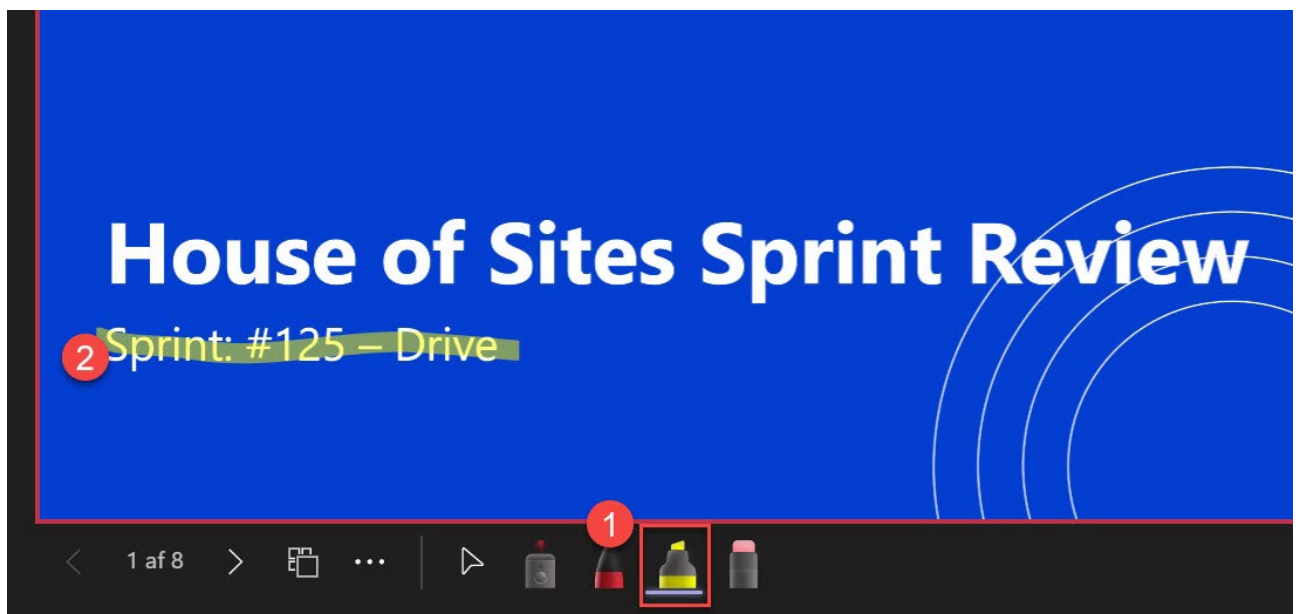 House of Sites Sprint Review
Sprint: #125 – Drive
2
1
1 af 8